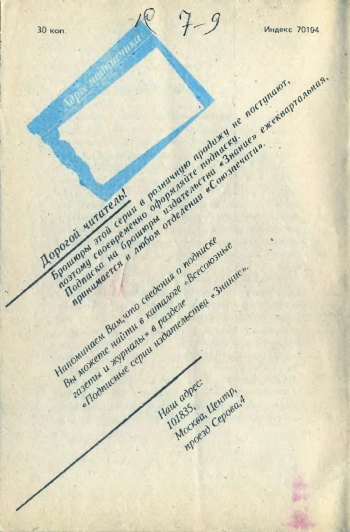 30 коп.
7-9
Индекс 70194
Адрес подписчика:
Дорогой читатель!
Брошюры этой серии в розничную продажу не поступают,
поэтому своевременно оформляйте подписку.
Подписка на брошюры издательства «Знание» ежеквартальная,
принимается в любом отделении «Союзпечати».
Напоминаем Вам, что сведения о подписке
Вы можете найти в каталоге «Всесоюзные
газеты и журналы» в разделе
«Подписные серии издательства «Знание».
Наш адрес:
101835,
Москва, Центр,
проезд Серова,4